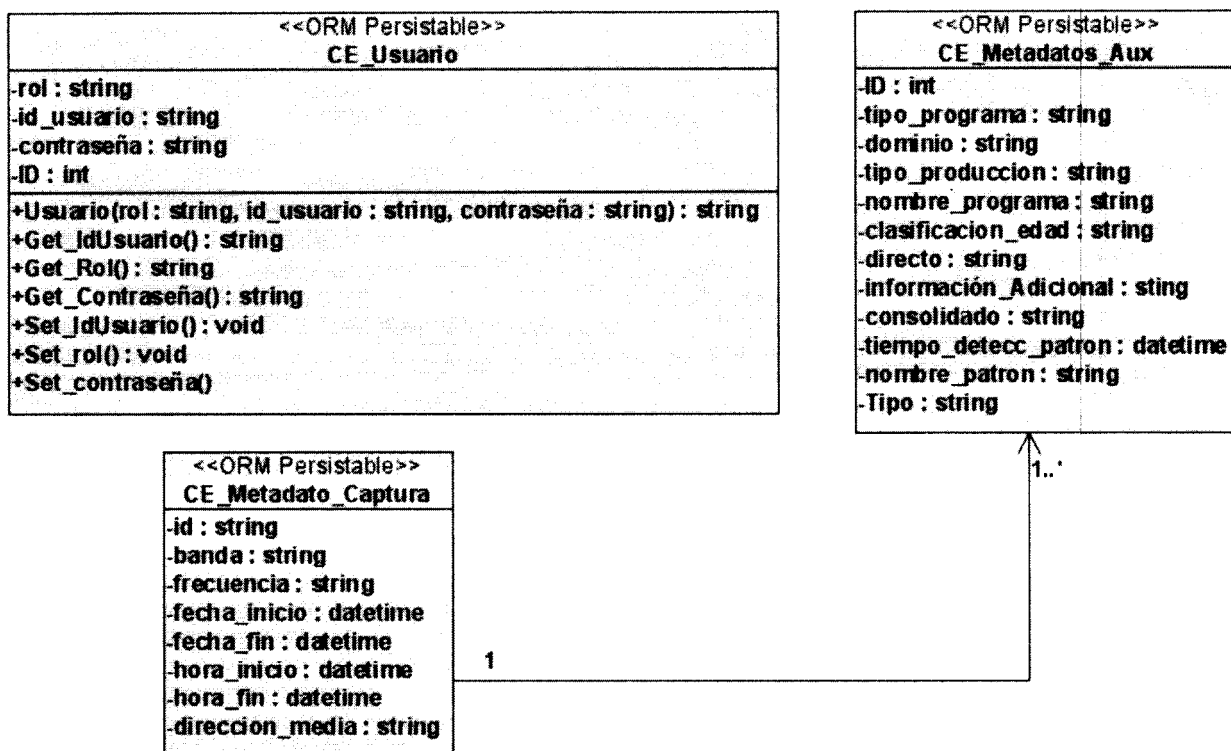 <<ORM Persistable>>
CE_Usuario
-rol : string
-id_usuario : string
-contraseña : string
-ID : int
+Usuario(rol : string, id_usuario : string, contraseña : string) : string
+Get_IdUsuario() : string
+Get_Rol() : string
+Get_Contraseña() : string
+Set_IdUsuario() : void
+Set_rol() : void
+Set_contraseña()
<<ORM Persistable>>
CE_Metadatos_Aux
-ID : int
-tipo_programa : string
-dominio : string
-tipo_produccion : string
-nombre_programa : string
-clasificacion_edad : string
-directo : string
-información_Adicional : sting
-consolidado : string
-tiempo_detecc_patron : datetime
-nombre_patron : string
-Tipo : string
<<ORM Persistable>>
CE_Metadato_Captura
-id : string
-banda : string
-frecuencia : string
-fecha_inicio : datetime
-fecha_fin : datetime
-hora_inicio : datetime
-hora_fin : datetime
-direccion_media : string
1
1..*